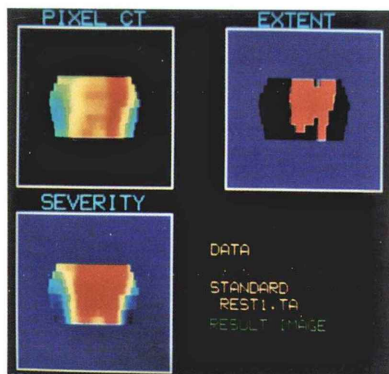 PIXEL CT
EXTENT
SEVERITY
DATA
STANDARD
REST1.TA
RESULT IMAGE